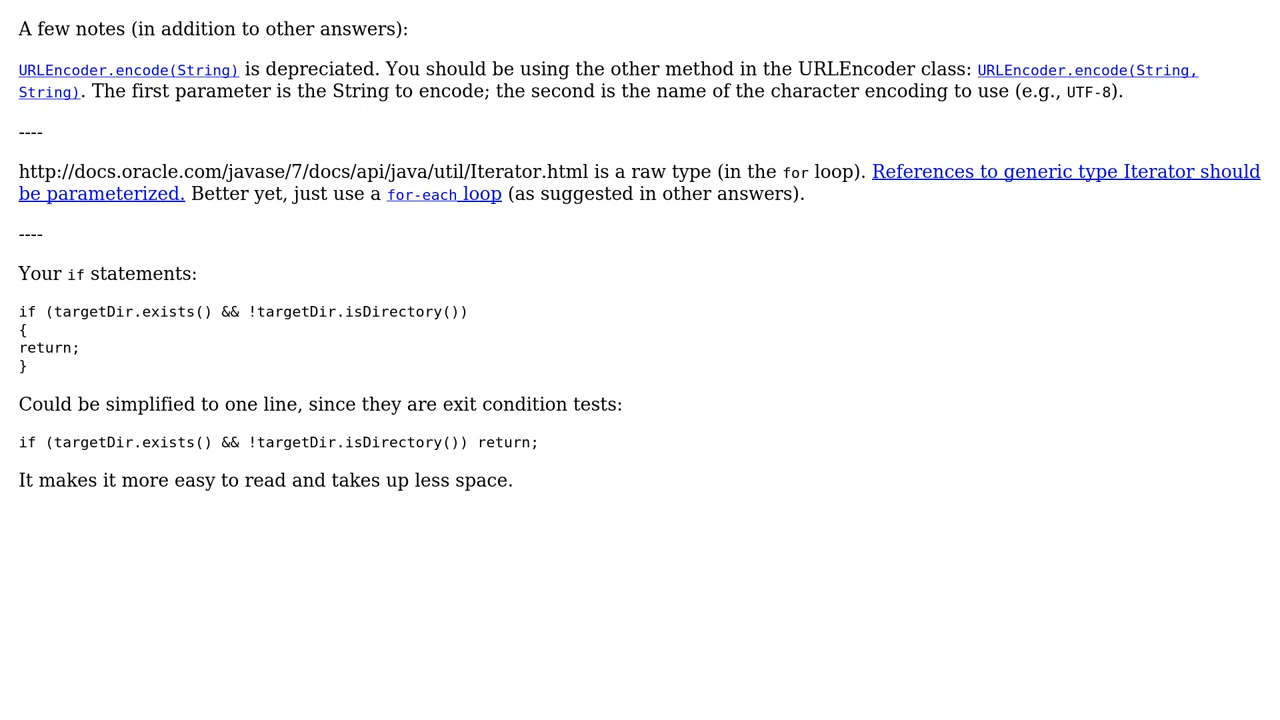 A few notes (in addition to other answers):
URLEncoder.encode(String) is depreciated. You should be using the other method in the URLEncoder class: URLEncoder.encode(String,
String). The first parameter is the String to encode; the second is the name of the character encoding to use (e.g., UTF-8).
----
http://docs.oracle.com/javase/7/docs/api/java/util/Iterator.html is a raw type (in the for loop). References to generic type Iterator should
be parameterized. Better yet, just use a for-each loop (as suggested in other answers).
----
Your if statements:
if (targetDir.exists() && !targetDir.isDirectory())
{
return;
}
Could be simplified to one line, since they are exit condition tests:
if (targetDir.exists() && !targetDir.isDirectory()) return;
It makes it more easy to read and takes up less space.